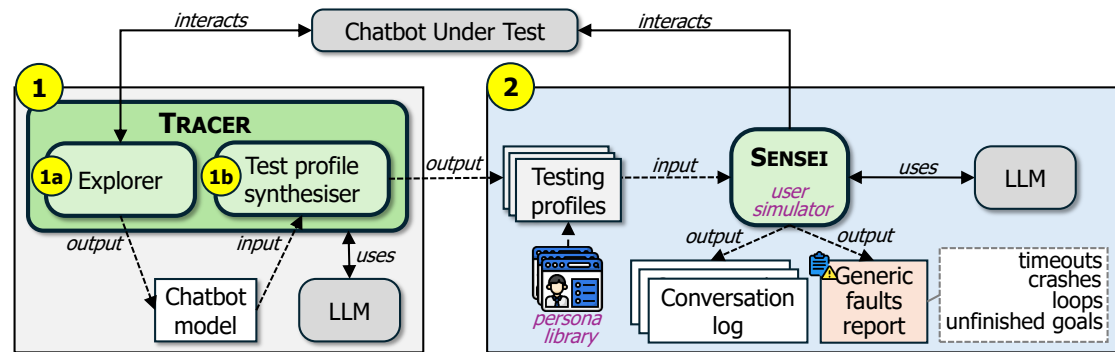 interacts
Chatbot Under Test
interacts
1
TRACER
1a
Explorer
1b
Test profile
synthesiser
output
input
Chatbot
model
uses
LLM
output
2
Testing
profiles
persona
library
input
SENSEI
user
simulator
uses
LLM
output
output
Conversation
log
Generic
faults
report
timeouts
crashes
loops
unfinished goals